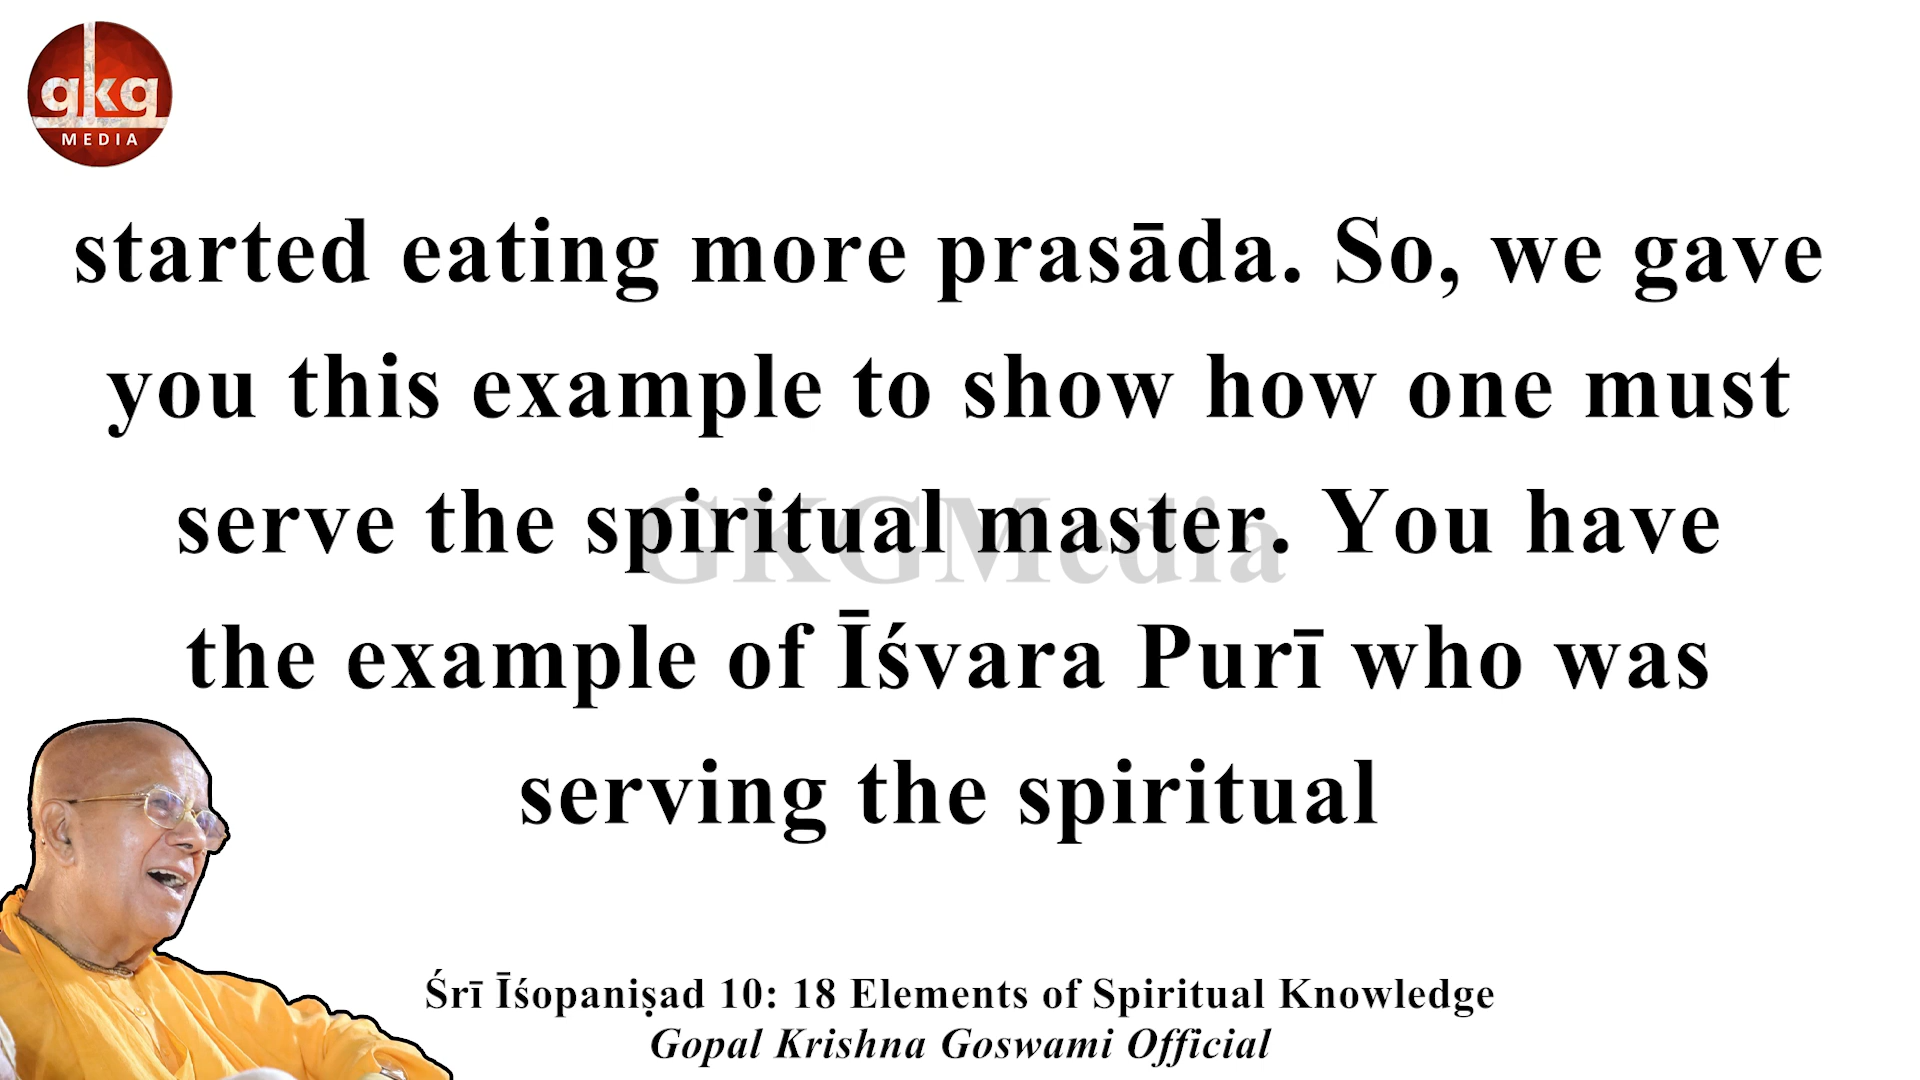 gkg
MEDIA
started eating more prasāda. So, we gave
you this example to show how one must
serve the spiritual master. You have
GKGMedia
the example of Īśvara Purī who was
serving the spiritual
Śrī Īśopaniṣad 10: 18 Elements of Spiritual Knowledge
Gopal Krishna Goswami Official